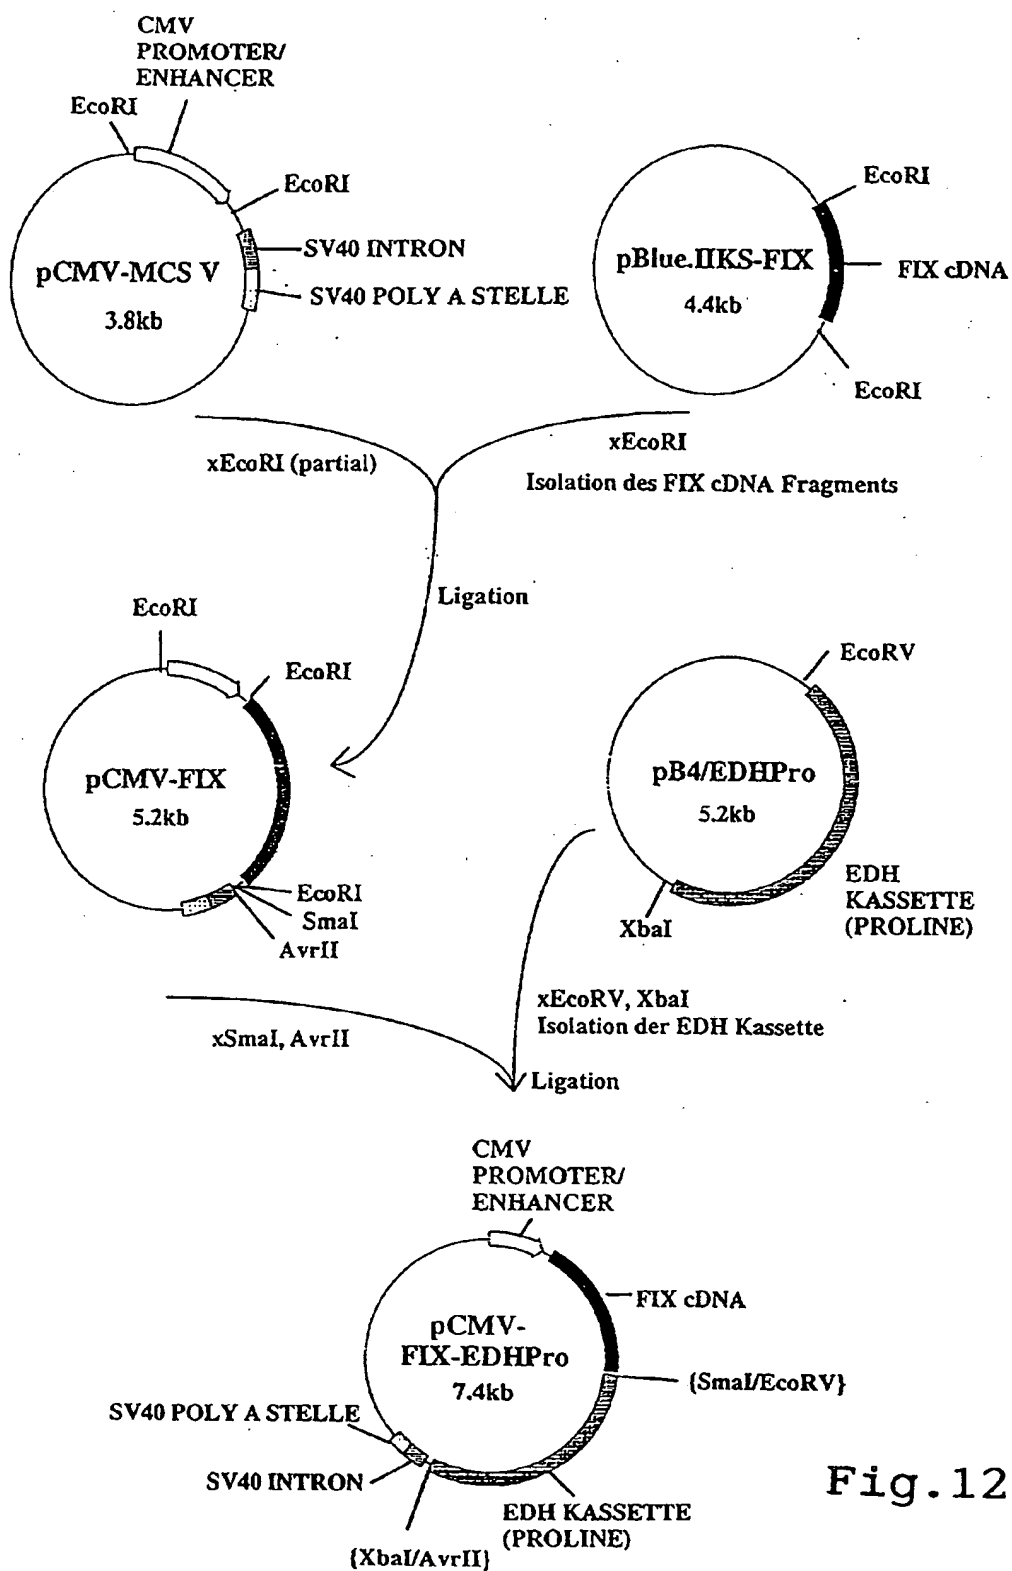 CMV
PROMOTER/
ENHANCER
EcoRI
EcoRI
SV40 INTRON
SV40 POLY A STELLE
pCMV-MCS V
3.8kb
EcoRI
pBlue.IIKS-FIX
4.4kb
FIX cDNA
EcoRI
xEcoRI (partial)
xEcoRI
Isolation des FIX cDNA Fragments
Ligation
EcoRI
EcoRI
pCMV-FIX
5.2kb
EcoRI
SmaI
AvrII
EcoRV
pB4/EDHPro
5.2kb
EDH
KASSETTE
(PROLINE)
XbaI
xSmaI, AvrII
xEcoRV, XbaI
Isolation der EDH Kassette
Ligation
CMV
PROMOTER/
ENHANCER
FIX cDNA
pCMV-
FIX-EDHPro
7.4kb
{SmaI/EcoRV}
SV40 POLY A STELLE
SV40 INTRON
EDH KASSETTE
(PROLINE)
{XbaI/AvrII}
Fig.12